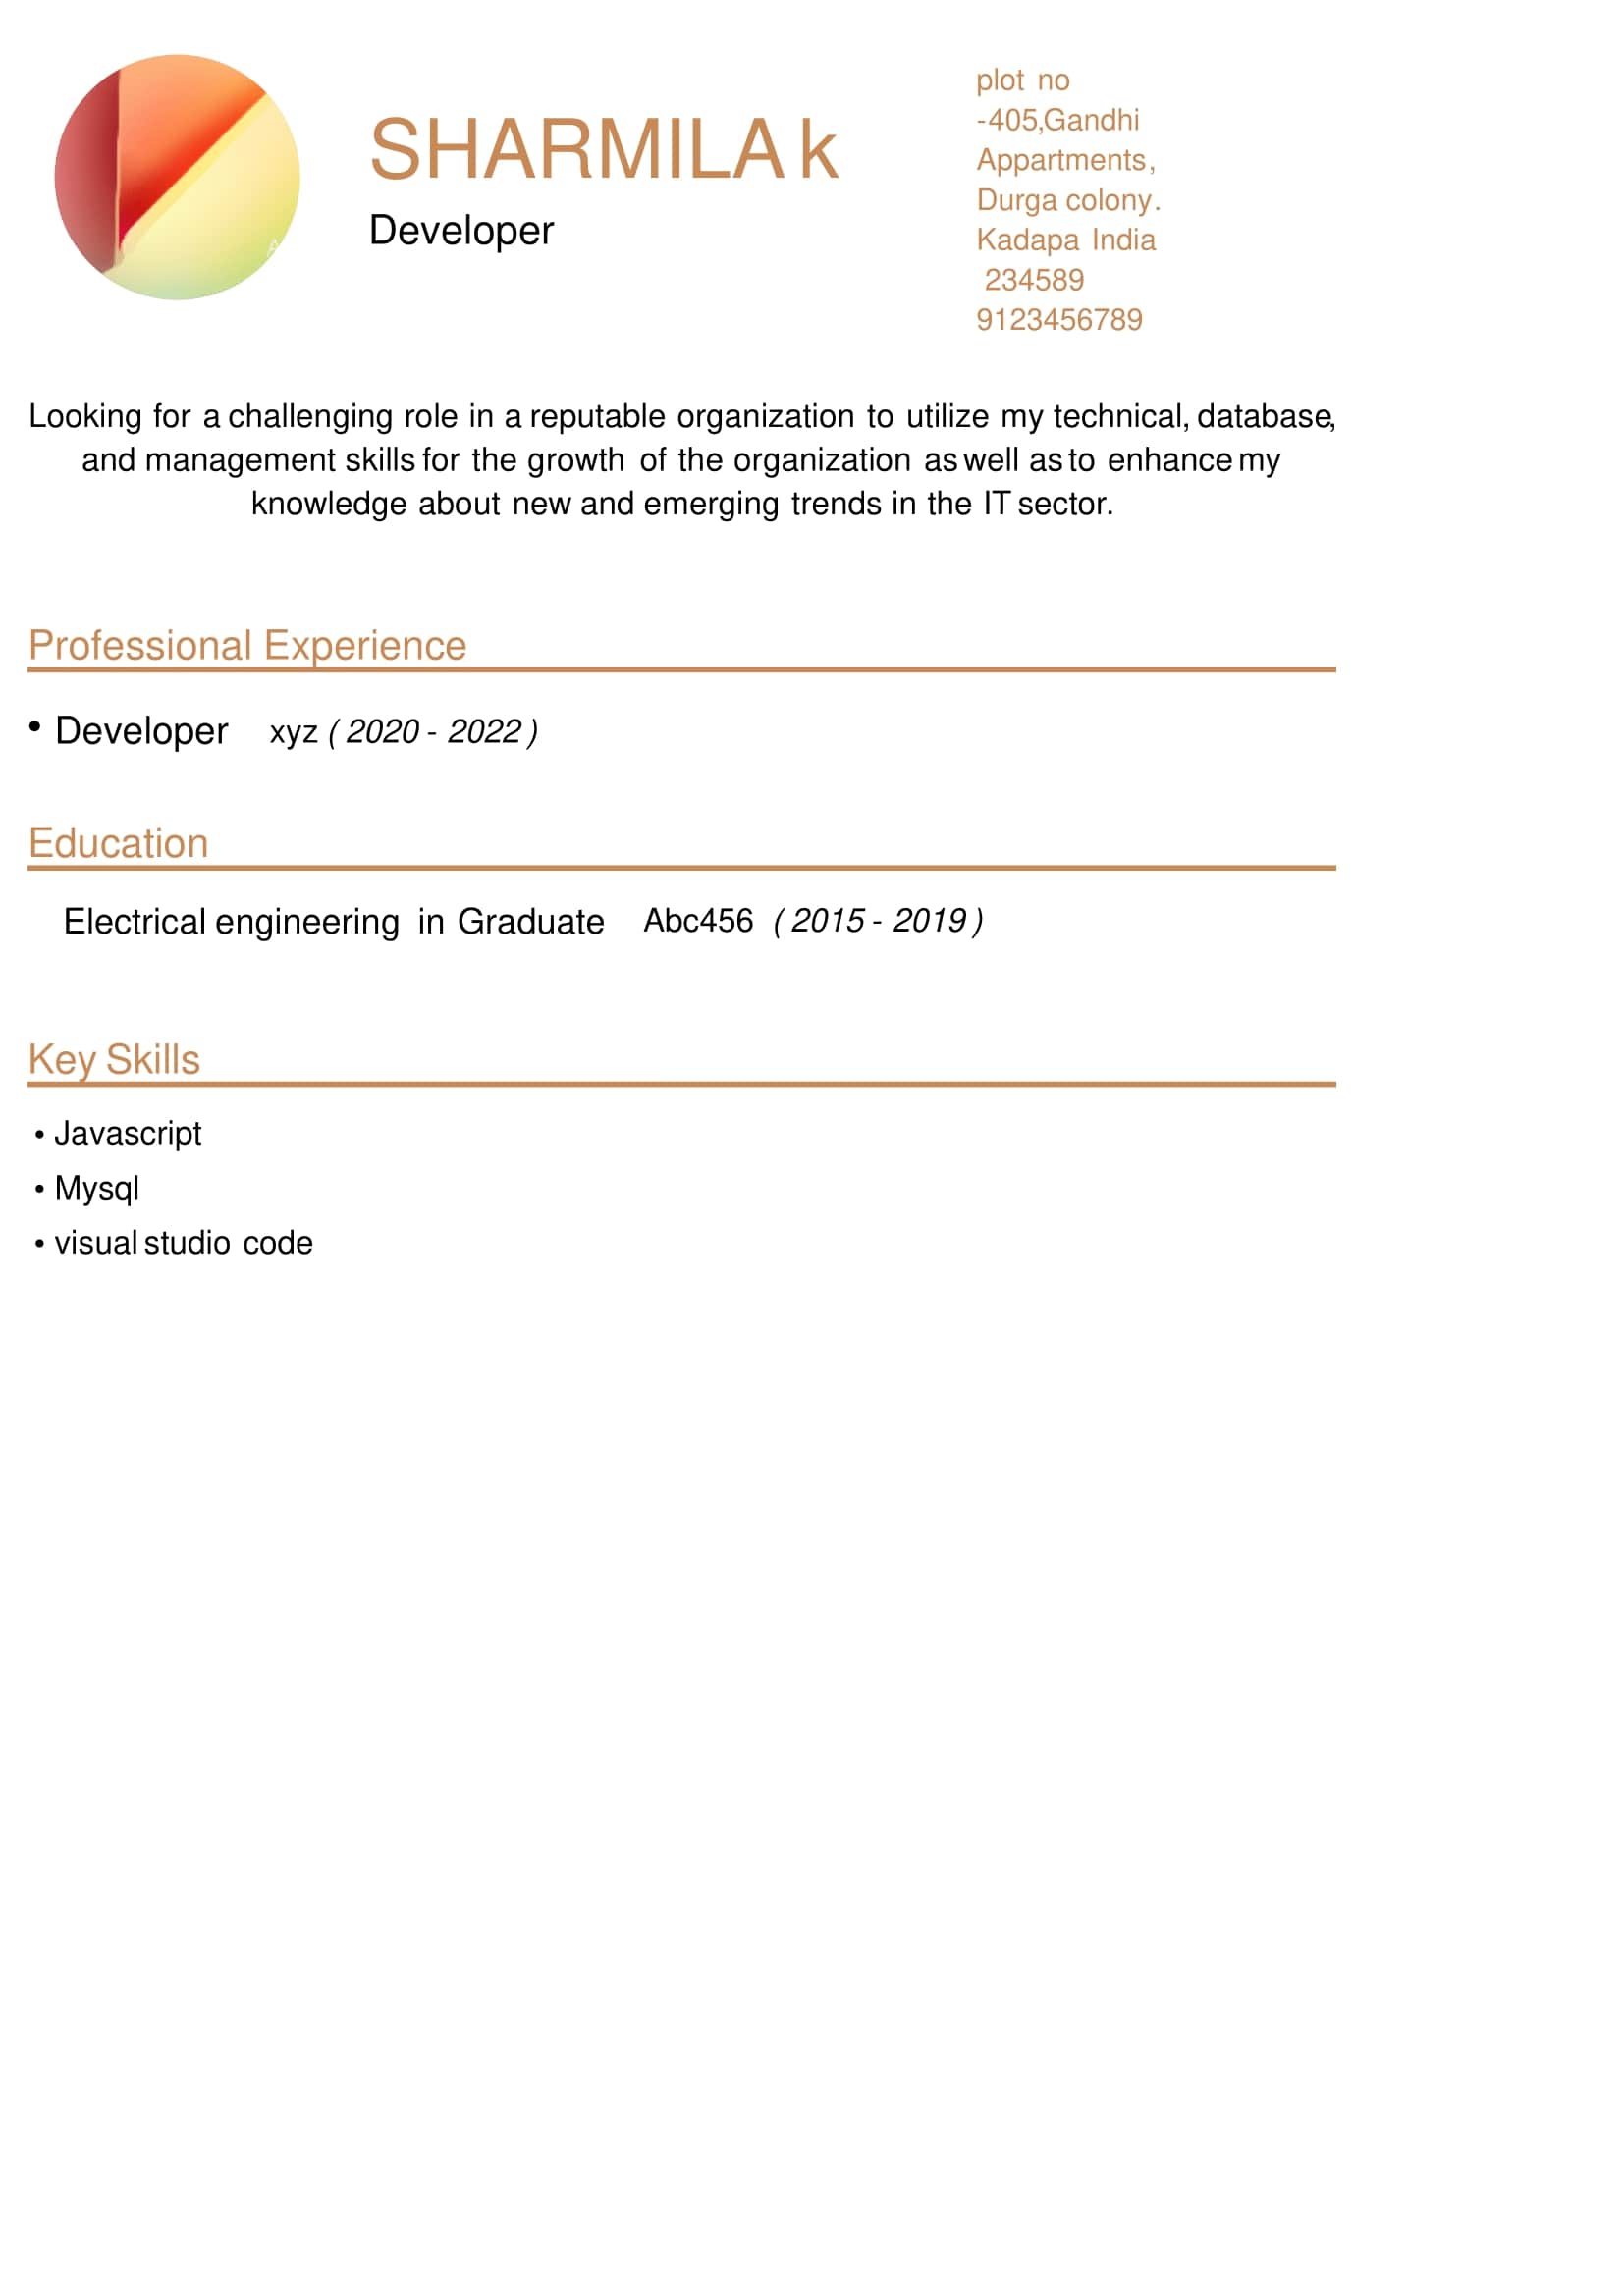 SHARMILA k
Developer
plot no
-405,Gandhi
Appartments,
Durga colony.
Kadapa India
234589
9123456789
Looking for a challenging role in a reputable organization to utilize my technical, database,
and management skills for the growth of the organization as well as to enhance my
knowledge about new and emerging trends in the IT sector.
Professional Experience
• Developer xyz ( 2020 - 2022 )
Education
Electrical engineering in Graduate Abc456 ( 2015 - 2019 )
Key Skills
• Javascript
• Mysql
• visual studio code